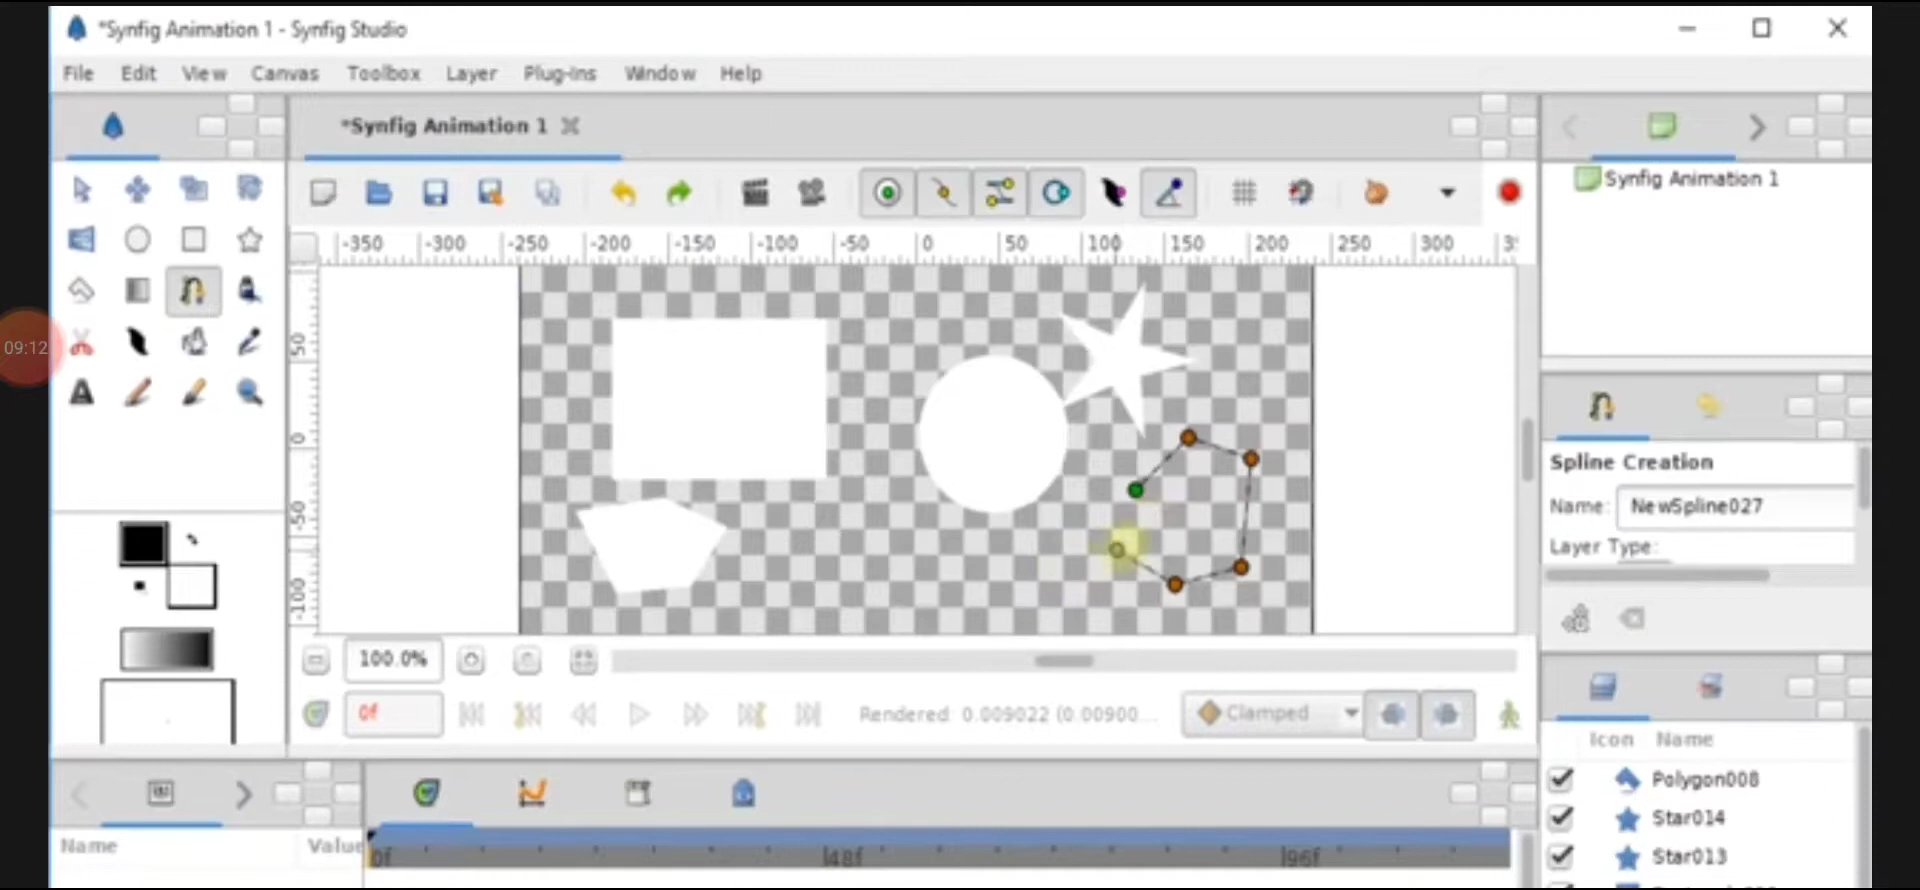 *Synfig Animation 1 - Synfig Studio
File Edit View Canvas Toolbox Layer Plug-Ins Window Help
*Synfig Animation 1
Synfig Animation 1
-350 -300 -250 -200 -150 -100 -50 0 50 100 150 200 250 300
50
0
-50
-100
09:12
Spline Creation
Name: NewSpline027
Layer Type:
100.0%
0f
Rendered: 0.009022 (0.00900...
Clamped
Icon Name
Polygon008
Star014
Star013
Name Value
0f 48f 96f